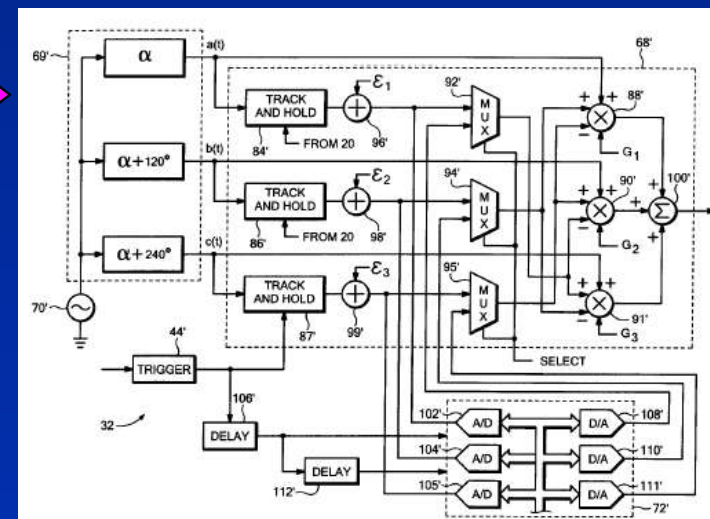 69'
α
a(t)
68'
TRACK
AND HOLD
84'
ε1
96'
FROM 20
92'
MUX
88'
+
+
−
G1
α+120°
b(t)
TRACK
AND HOLD
86'
ε2
98'
FROM 20
94'
MUX
90'
+
+
−
G2
+
+
+
Σ
100'
α+240°
c(t)
TRACK
AND HOLD
87'
ε3
99'
95'
MUX
91'
+
+
−
G3
70'
44'
TRIGGER
SELECT
32
106'
DELAY
112'
DELAY
102'
A/D
D/A
108'
104'
A/D
D/A
110'
105'
A/D
D/A
111'
72'